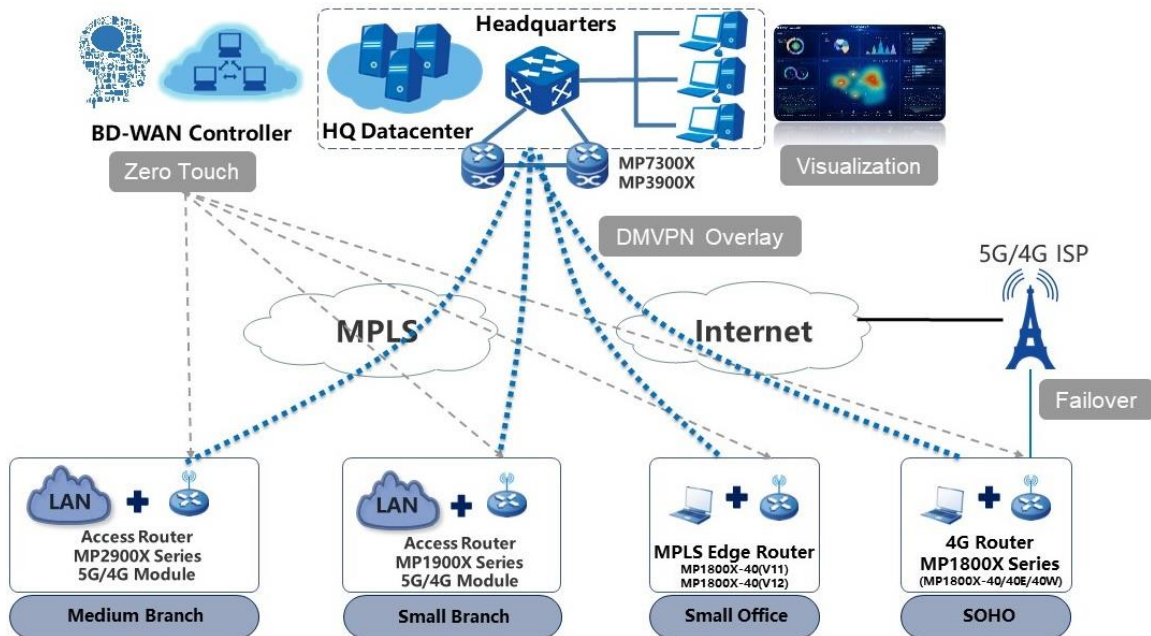 Headquarters
BD-WAN Controller
HQ Datacenter
Zero Touch
MP7300X
MP3900X
Visualization
DMVPN Overlay
5G/4G ISP
MPLS
Internet
Failover
LAN
Access Router
MP2900X Series
5G/4G Module
Medium Branch
LAN
Access Router
MP1900X Series
5G/4G Module
Small Branch
MPLS Edge Router
MP1800X-40(V11)
MP1800X-40(V12)
Small Office
4G Router
MP1800X Series
(MP1800X-40/40E/40W)
SOHO